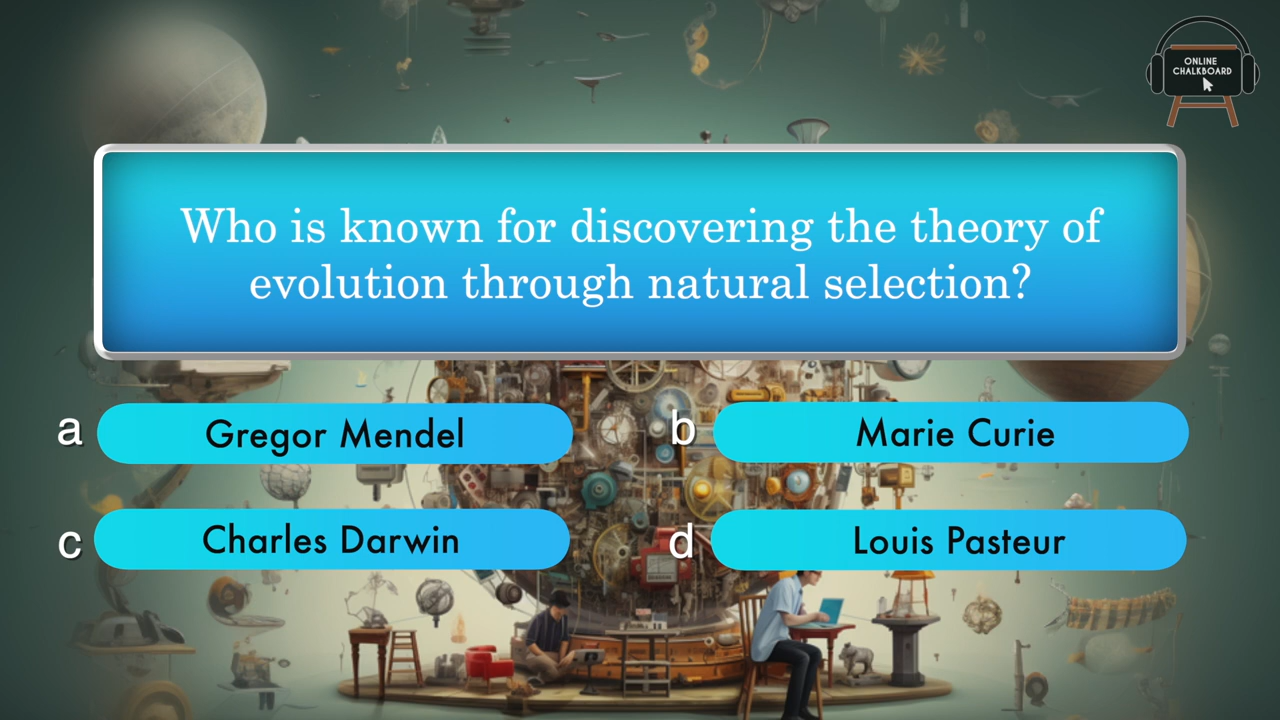 ONLINE
CHALKBOARD
Who is known for discovering the theory of
evolution through natural selection?
a Gregor Mendel
b Marie Curie
c Charles Darwin
d Louis Pasteur